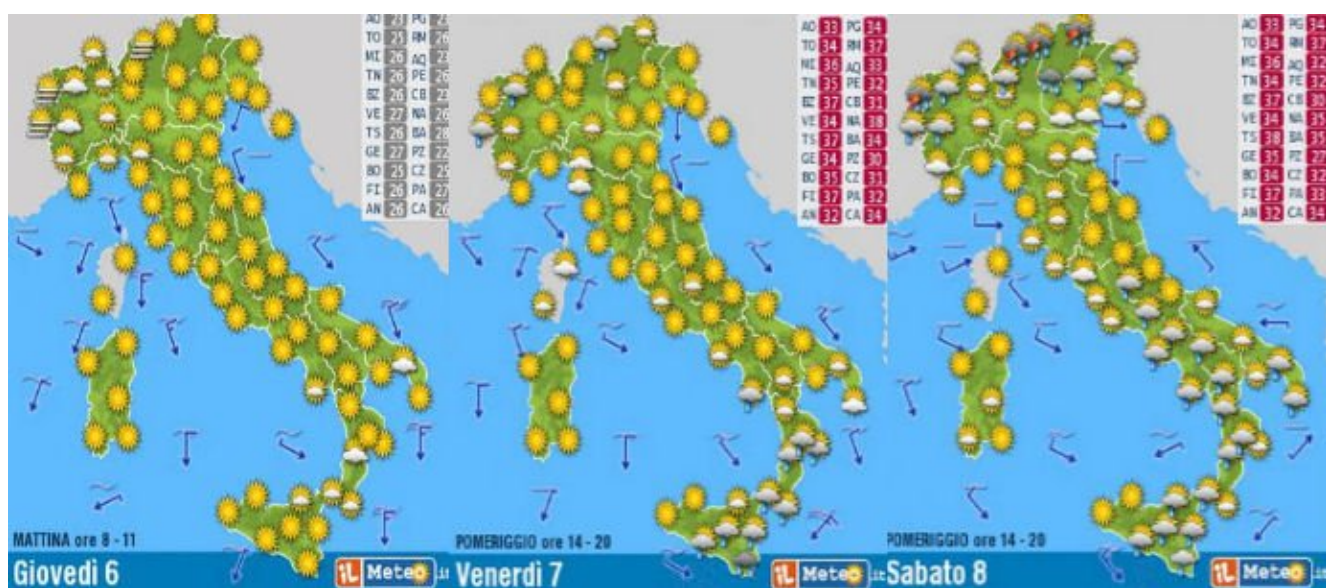 AO 23 PG 23
TO 25 RM 26
MI 26 AQ 23
TN 26 PE 26
BZ 26 CB 23
VE 27 NA 26
TS 26 BA 28
GE 27 PZ 22
BO 25 CZ 25
FI 26 PA 27
AN 26 CA 26
MATTINA ore 8 - 11
Giovedì 6
iL Meteo.it
AO 33 PG 34
TO 34 RM 37
MI 36 AQ 33
TN 35 PE 32
BZ 37 CB 31
VE 34 NA 38
TS 37 BA 34
GE 34 PZ 30
BO 35 CZ 31
FI 37 PA 32
AN 32 CA 34
POMERIGGIO ore 14 - 20
Venerdì 7
iL Meteo.it
AO 33 PG 34
TO 34 RM 37
MI 36 AQ 32
TN 34 PE 32
BZ 37 CB 30
VE 34 NA 35
TS 38 BA 35
GE 35 PZ 27
BO 34 CZ 32
FI 37 PA 33
AN 32 CA 34
POMERIGGIO ore 14 - 20
Sabato 8
iL Meteo.it